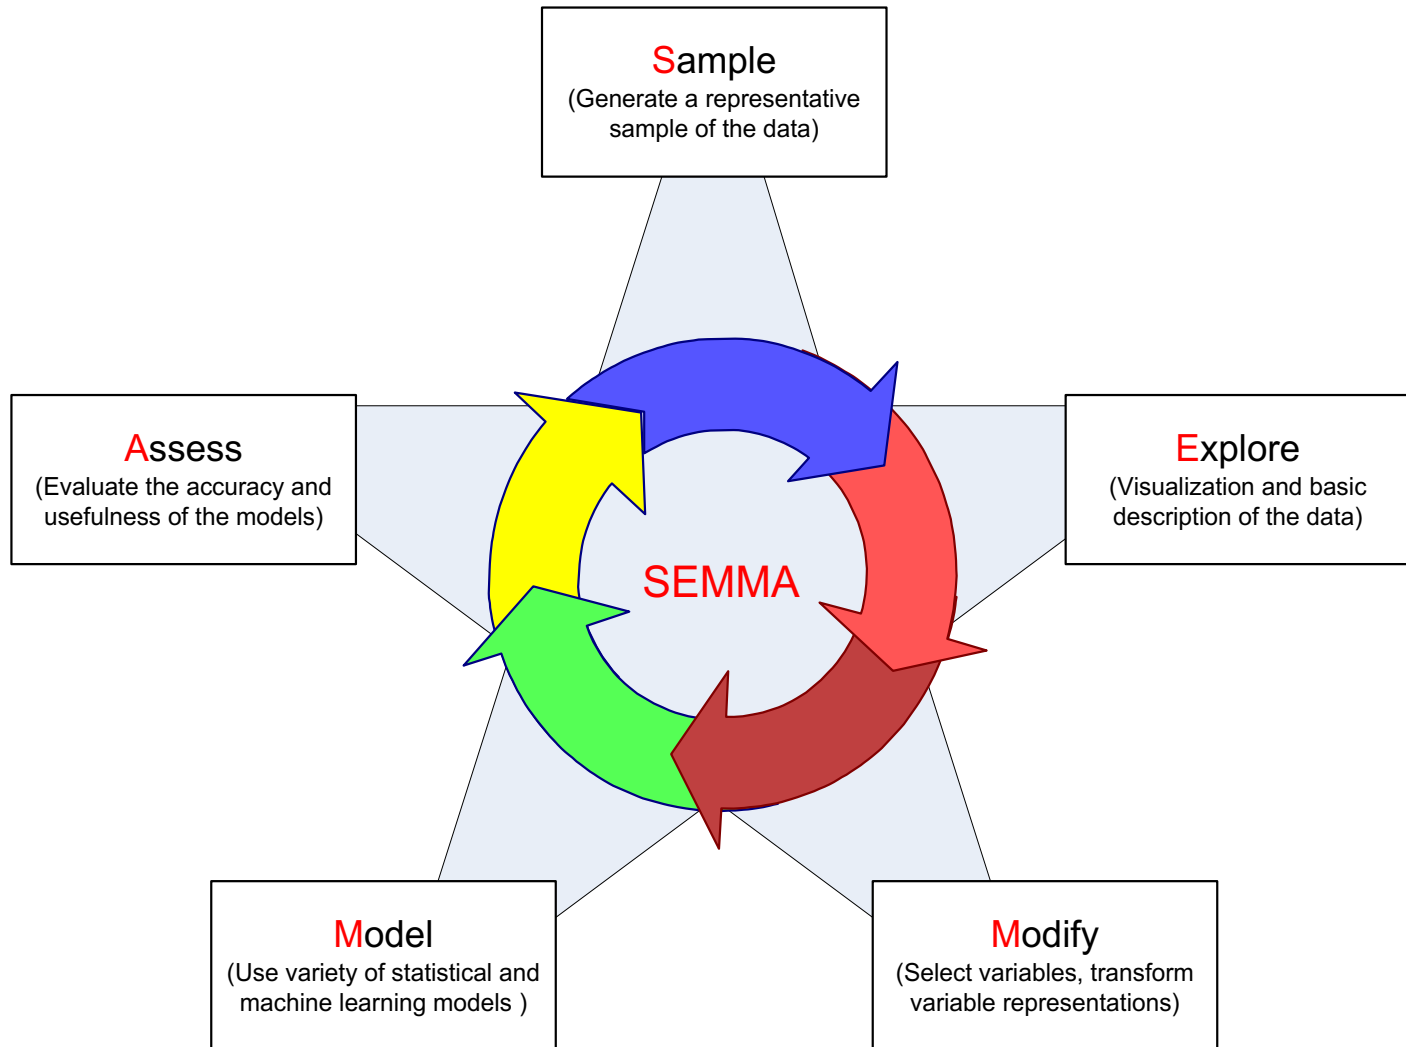 Sample
(Generate a representative
sample of the data)
Assess
(Evaluate the accuracy and
usefulness of the models)
SEMMA
Explore
(Visualization and basic
description of the data)
Model
(Use variety of statistical and
machine learning models )
Modify
(Select variables, transform
variable representations)